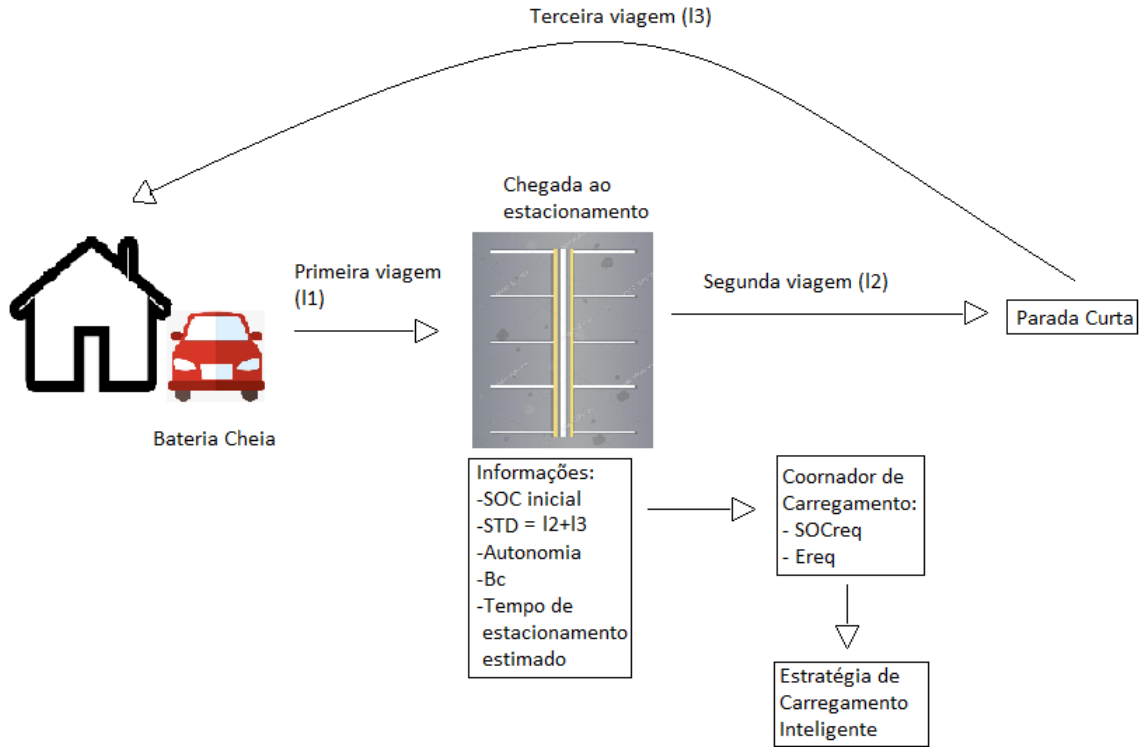 Terceira viagem (l3)
Chegada ao
estacionamento
Primeira viagem
(l1)
Segunda viagem (l2)
Parada Curta
Bateria Cheia
Informações:
-SOC inicial
-STD = l2+l3
-Autonomia
-Bc
-Tempo de
estacionamento
estimado
Coornador de
Carregamento:
- SOCreq
- Ereq
Estratégia de
Carregamento
Inteligente